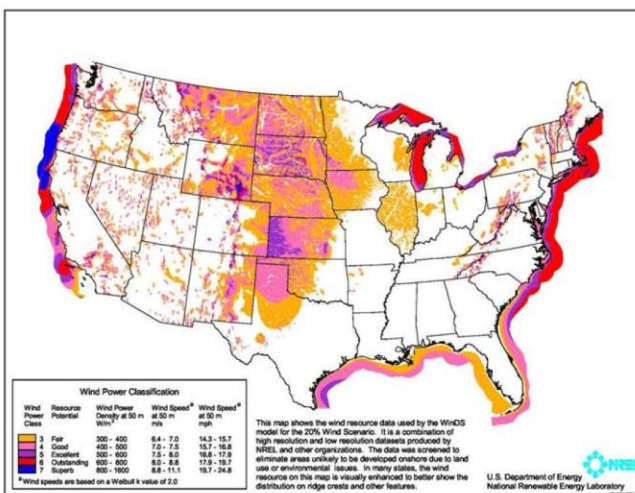 Wind Power Classification
Wind Resource Wind Power Wind Speedᵃ Wind Speedᵃ
Power Potential Density at 50 m at 50 m at 50 m
Class W/m² m/s mph
3 Fair 300 - 400 6.4 - 7.0 14.3 - 15.7
4 Good 400 - 500 7.0 - 7.5 15.7 - 16.8
5 Excellent 500 - 600 7.5 - 8.0 16.8 - 17.9
6 Outstanding 600 - 800 8.0 - 8.8 17.9 - 19.7
7 Superb 800 - 1600 8.8 - 11.1 19.7 - 24.8
ᵃ Wind speeds are based on a Weibull k value of 2.0
This map shows the wind resource data used by the WinDS
model for the 20% Wind Scenario. It is a combination of
high resolution and low resolution datasets produced by
NREL and other organizations. The data was screened to
eliminate areas unlikely to be developed onshore due to land
use or environmental issues. In many states, the wind
resource on this map is visually enhanced to better show the
distribution on ridge crests and other features.
NREL
U.S. Department of Energy
National Renewable Energy Laboratory